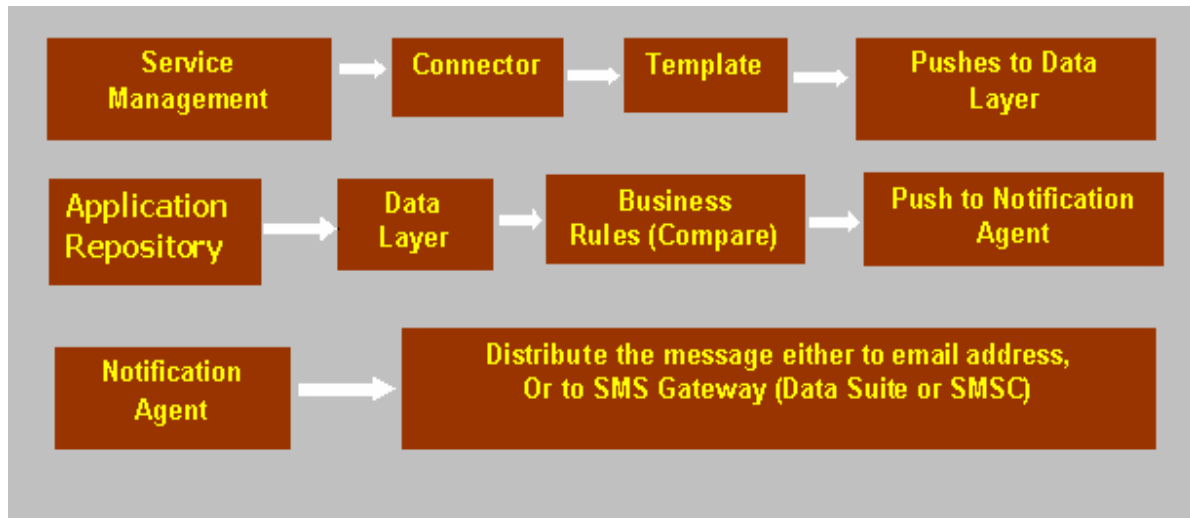 Service
Management
Connector
Template
Pushes to Data
Layer
Application
Repository
Data
Layer
Business
Rules (Compare)
Push to Notification
Agent
Notification
Agent
Distribute the message either to email address,
Or to SMS Gateway (Data Suite or SMSC)